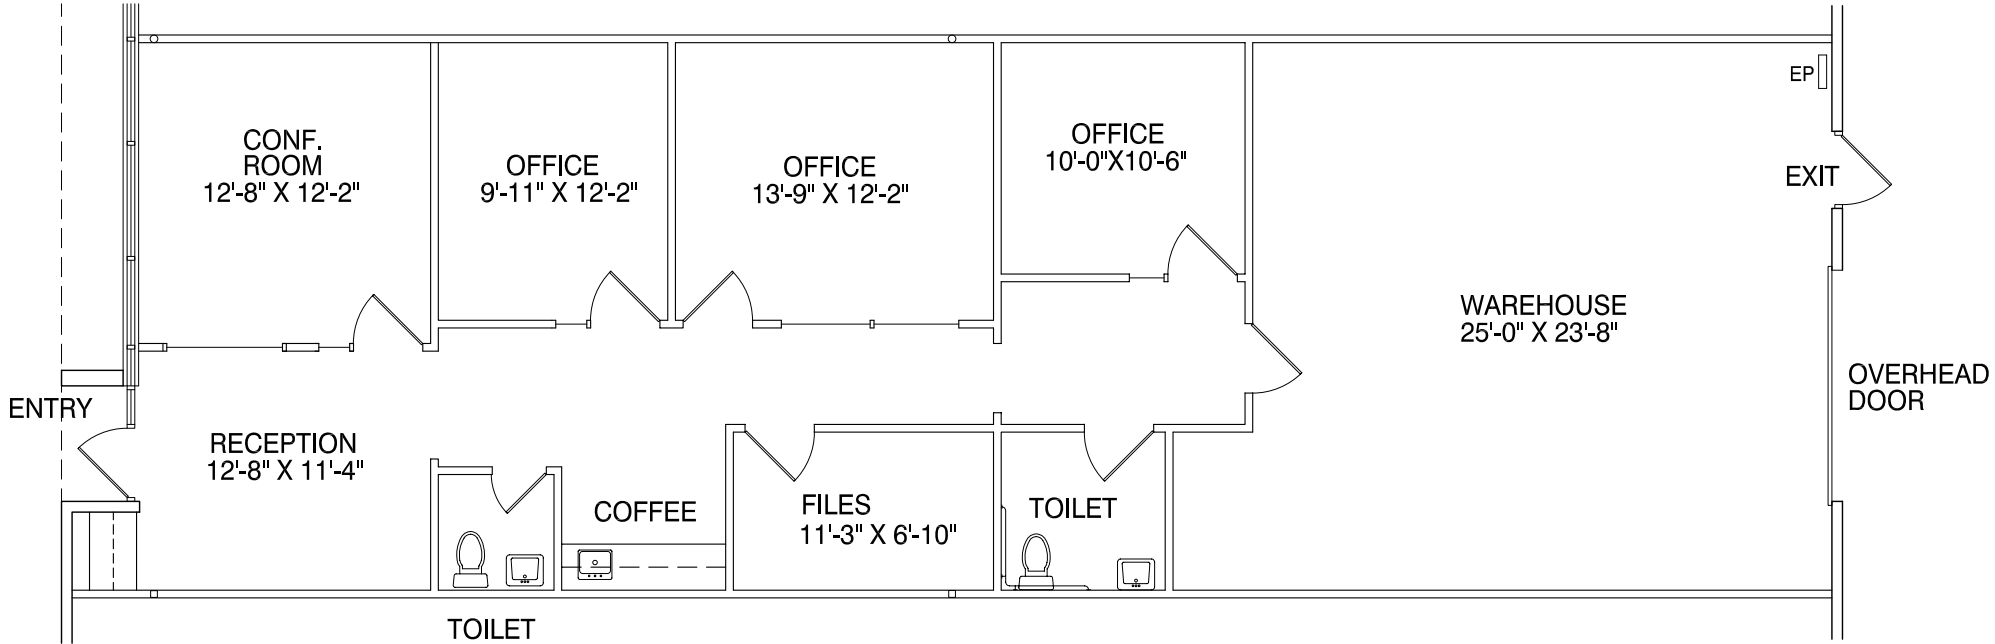 CONF.
ROOM
12'-8" X 12'-2"
OFFICE
9'-11" X 12'-2"
OFFICE
13'-9" X 12'-2"
OFFICE
10'-0"X10'-6"
EP
EXIT
WAREHOUSE
25'-0" X 23'-8"
OVERHEAD
DOOR
ENTRY
RECEPTION
12'-8" X 11'-4"
COFFEE
FILES
11'-3" X 6'-10"
TOILET
TOILET